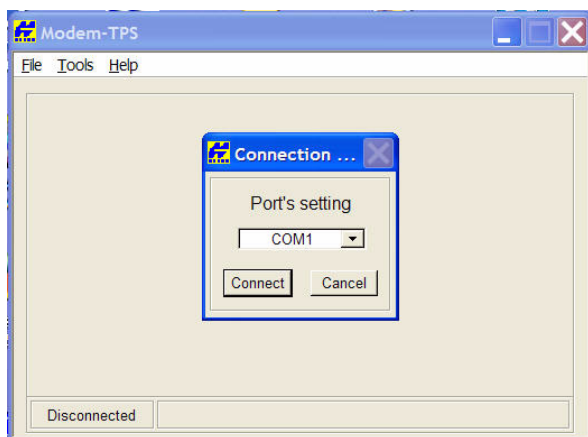 Modem-TPS
File Tools Help
Connection ...
Port's setting
COM1
Connect Cancel
Disconnected